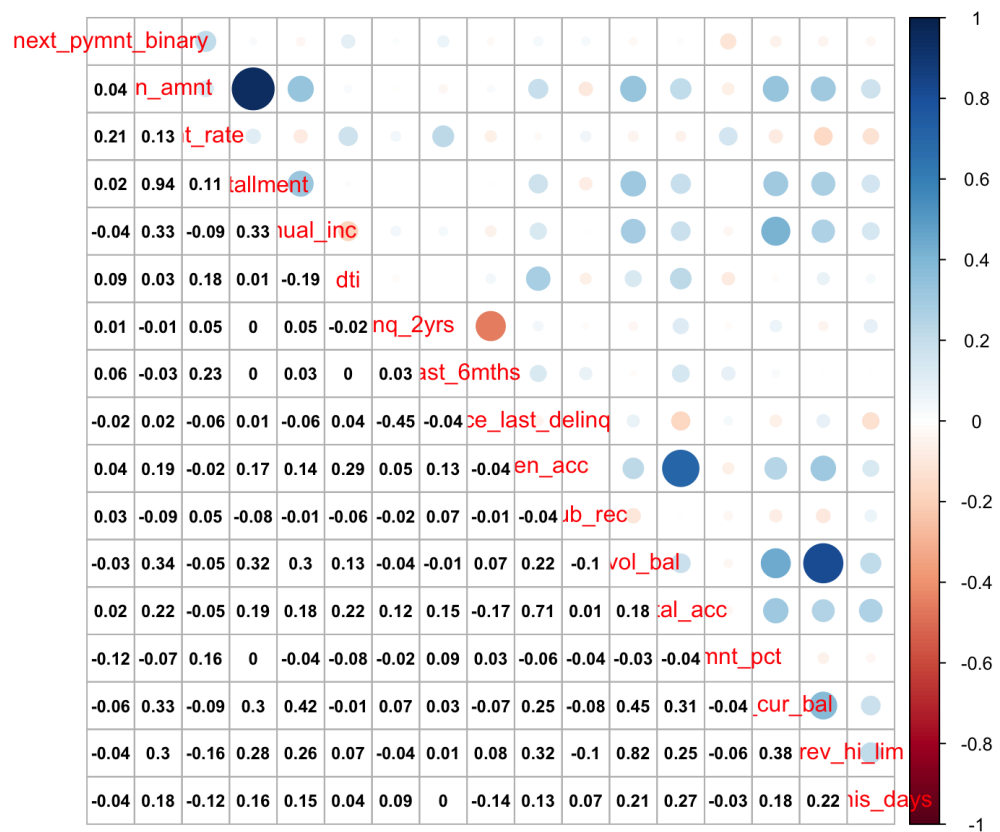 next_pymnt_binary
0.04 n_amnt
0.21 0.13 t_rate
0.02 0.94 0.11 tallment
-0.04 0.33 -0.09 0.33 nual_inc
0.09 0.03 0.18 0.01 -0.19 dti
0.01 -0.01 0.05 0 0.05 -0.02 nq_2yrs
0.06 -0.03 0.23 0 0.03 0 0.03 ast_6mths
-0.02 0.02 -0.06 0.01 -0.06 0.04 -0.45 -0.04 ce_last_delinq
0.04 0.19 -0.02 0.17 0.14 0.29 0.05 0.13 -0.04 en_acc
0.03 -0.09 0.05 -0.08 -0.01 -0.06 -0.02 0.07 -0.01 -0.04 ub_rec
-0.03 0.34 -0.05 0.32 0.3 0.13 -0.04 -0.01 0.07 0.22 -0.1 vol_bal
0.02 0.22 -0.05 0.19 0.18 0.22 0.12 0.15 -0.17 0.71 0.01 0.18 tal_acc
-0.12 -0.07 0.16 0 -0.04 -0.08 -0.02 0.09 0.03 -0.06 -0.04 -0.03 -0.04 mnt_pct
-0.06 0.33 -0.09 0.3 0.42 -0.01 0.07 0.03 -0.07 0.25 -0.08 0.45 0.31 -0.04 _cur_bal
-0.04 0.3 -0.16 0.28 0.26 0.07 -0.04 0.01 0.08 0.32 -0.1 0.82 0.25 -0.06 0.38 rev_hi_lim
-0.04 0.18 -0.12 0.16 0.15 0.04 0.09 0 -0.14 0.13 0.07 0.21 0.27 -0.03 0.18 0.22 his_days
1
0.8
0.6
0.4
0.2
0
-0.2
-0.4
-0.6
-0.8
-1